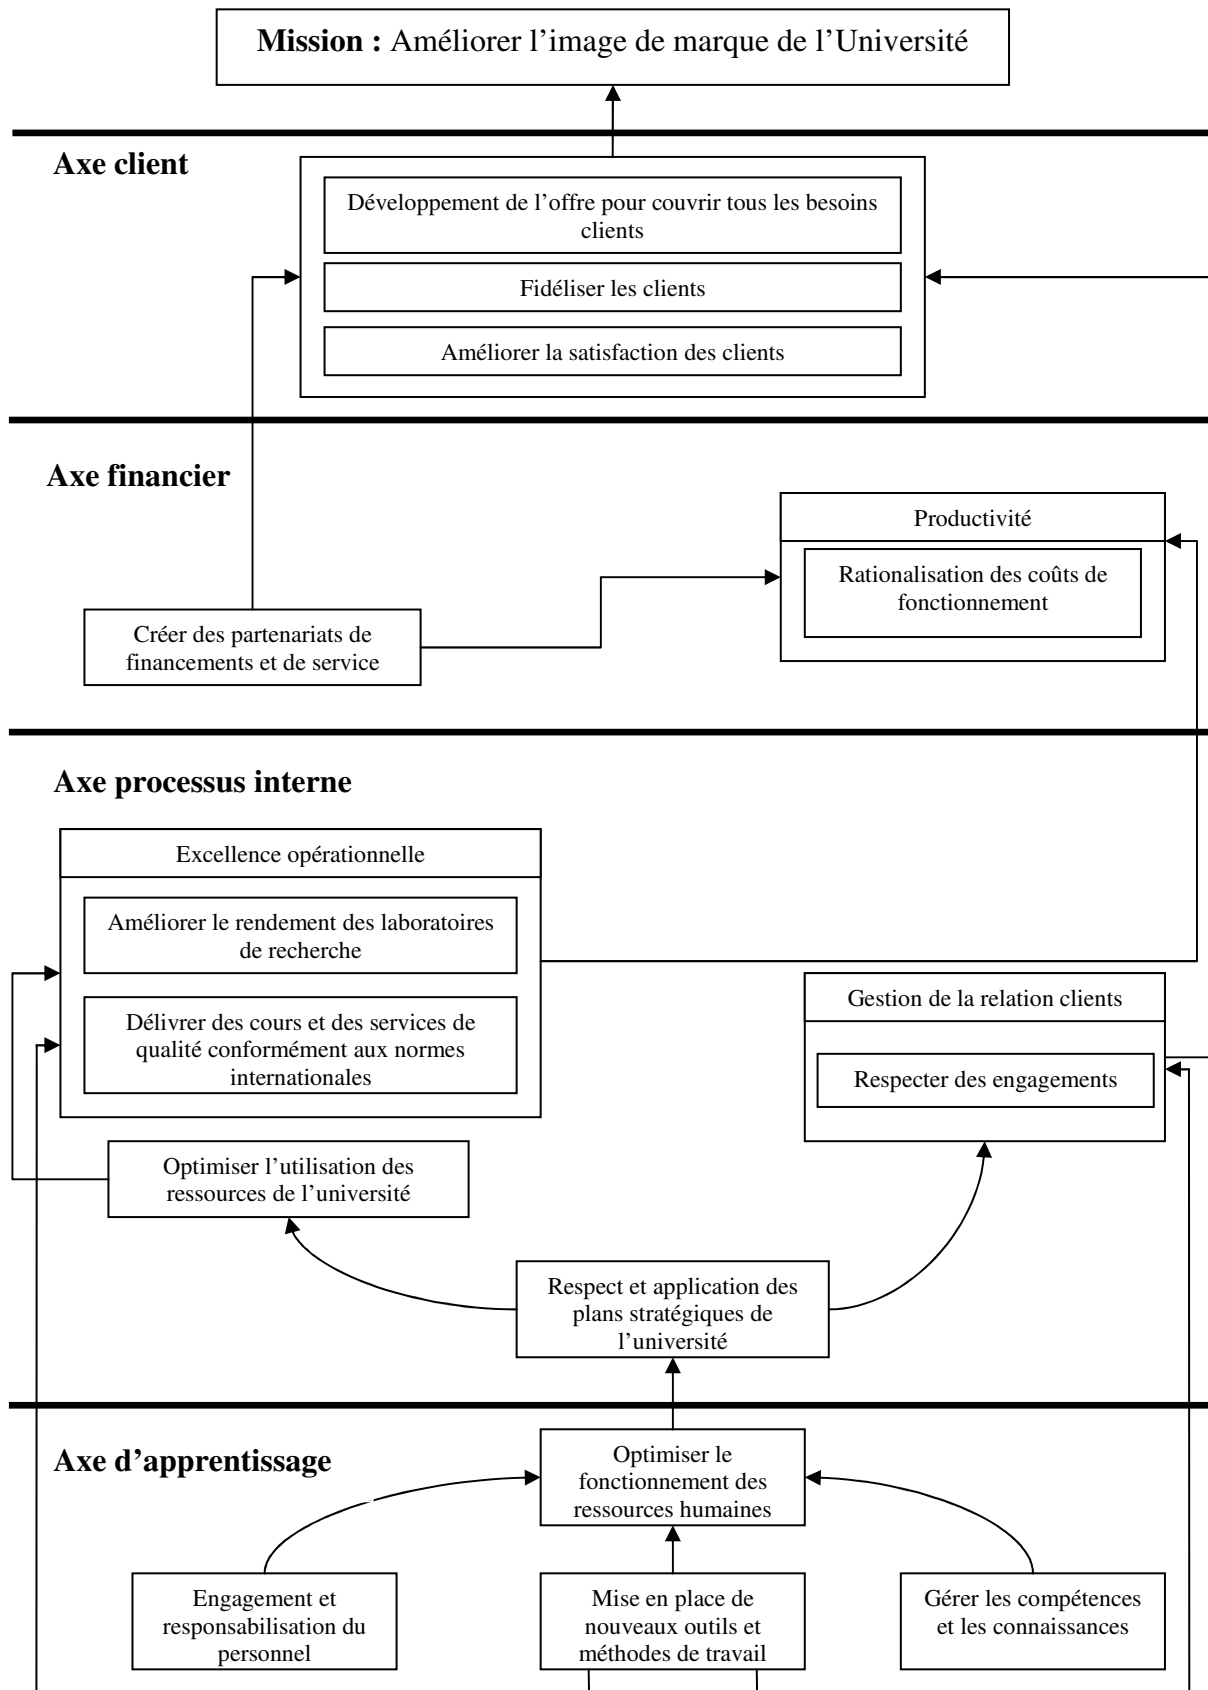 Mission : Améliorer l’image de marque de l’Université
Axe client
Développement de l’offre pour couvrir tous les besoins
clients
Fidéliser les clients
Améliorer la satisfaction des clients
Axe financier
Productivité
Rationalisation des coûts de
fonctionnement
Créer des partenariats de
financements et de service
Axe processus interne
Excellence opérationnelle
Améliorer le rendement des laboratoires
de recherche
Délivrer des cours et des services de
qualité conformément aux normes
internationales
Gestion de la relation clients
Respecter des engagements
Optimiser l’utilisation des
ressources de l’université
Respect et application des
plans stratégiques de
l’université
Axe d’apprentissage
Optimiser le
fonctionnement des
ressources humaines
Engagement et
responsabilisation du
personnel
Mise en place de
nouveaux outils et
méthodes de travail
Gérer les compétences
et les connaissances